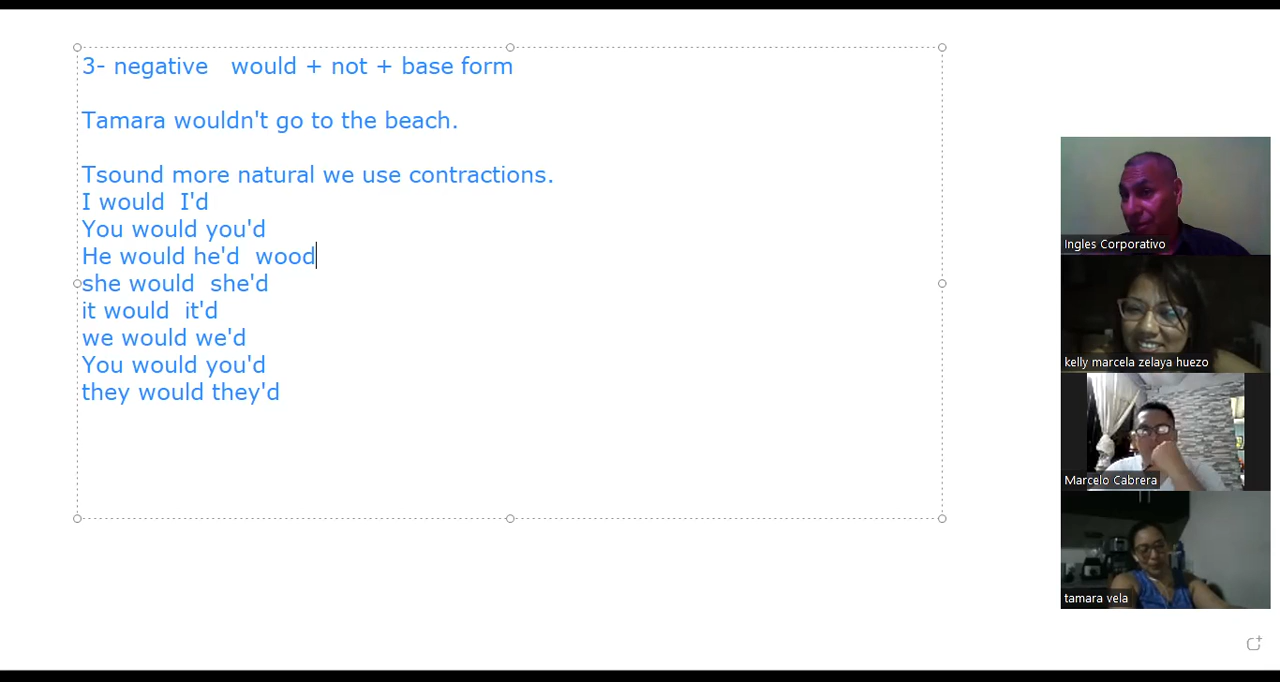 3- negative   would + not + base form
Tamara wouldn't go to the beach.
Tsound more natural we use contractions.
I would  I'd
You would you'd
He would he'd  wood
she would  she'd
it would  it'd
we would we'd
You would you'd
they would they'd
Ingles Corporativo
kelly marcela zelaya huezo
Marcelo Cabrera
tamara vela